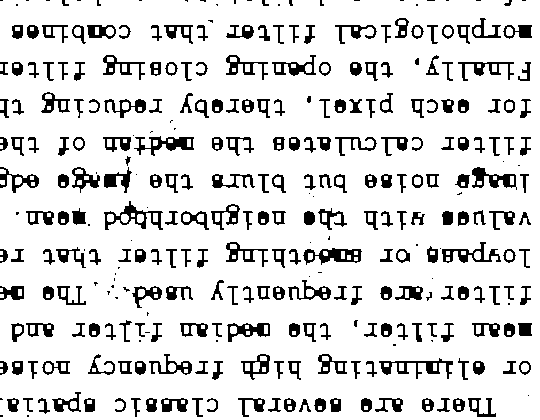 There are several classic spatial
or eliminating high frequency noise
mean filter, the median filter and
filter are frequently used. The me
lowpass or smoothing filter that re
values with the neighborhood mean.
image noise but blurs the image edg
filter calculates the median of the
for each pixel, thereby reducing th
Finally, the opening closing filter
morphological filter that combines